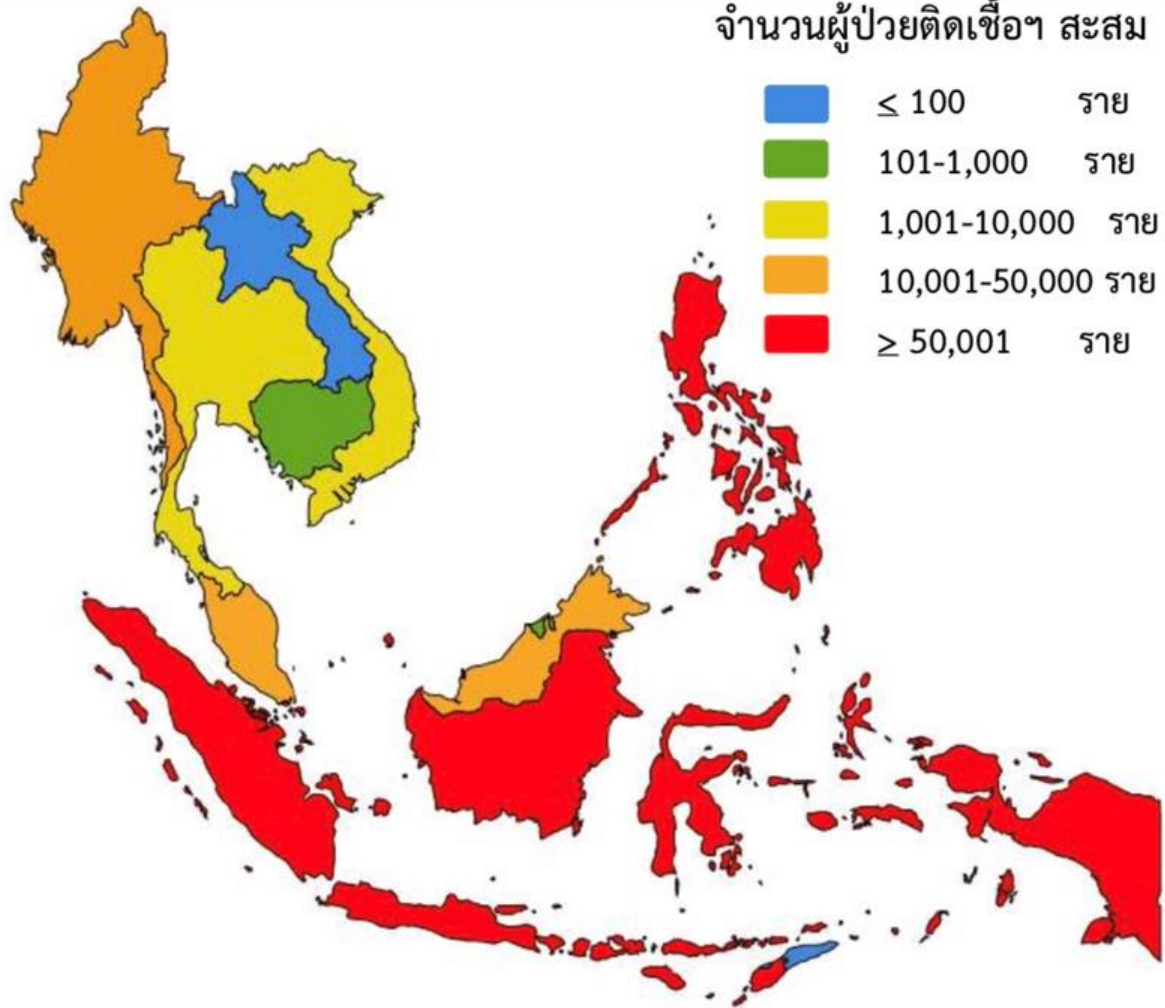 จำนวนผู้ป่วยติดเชื้อฯ สะสม
≤ 100 ราย
101-1,000 ราย
1,001-10,000 ราย
10,001-50,000 ราย
≥ 50,001 ราย